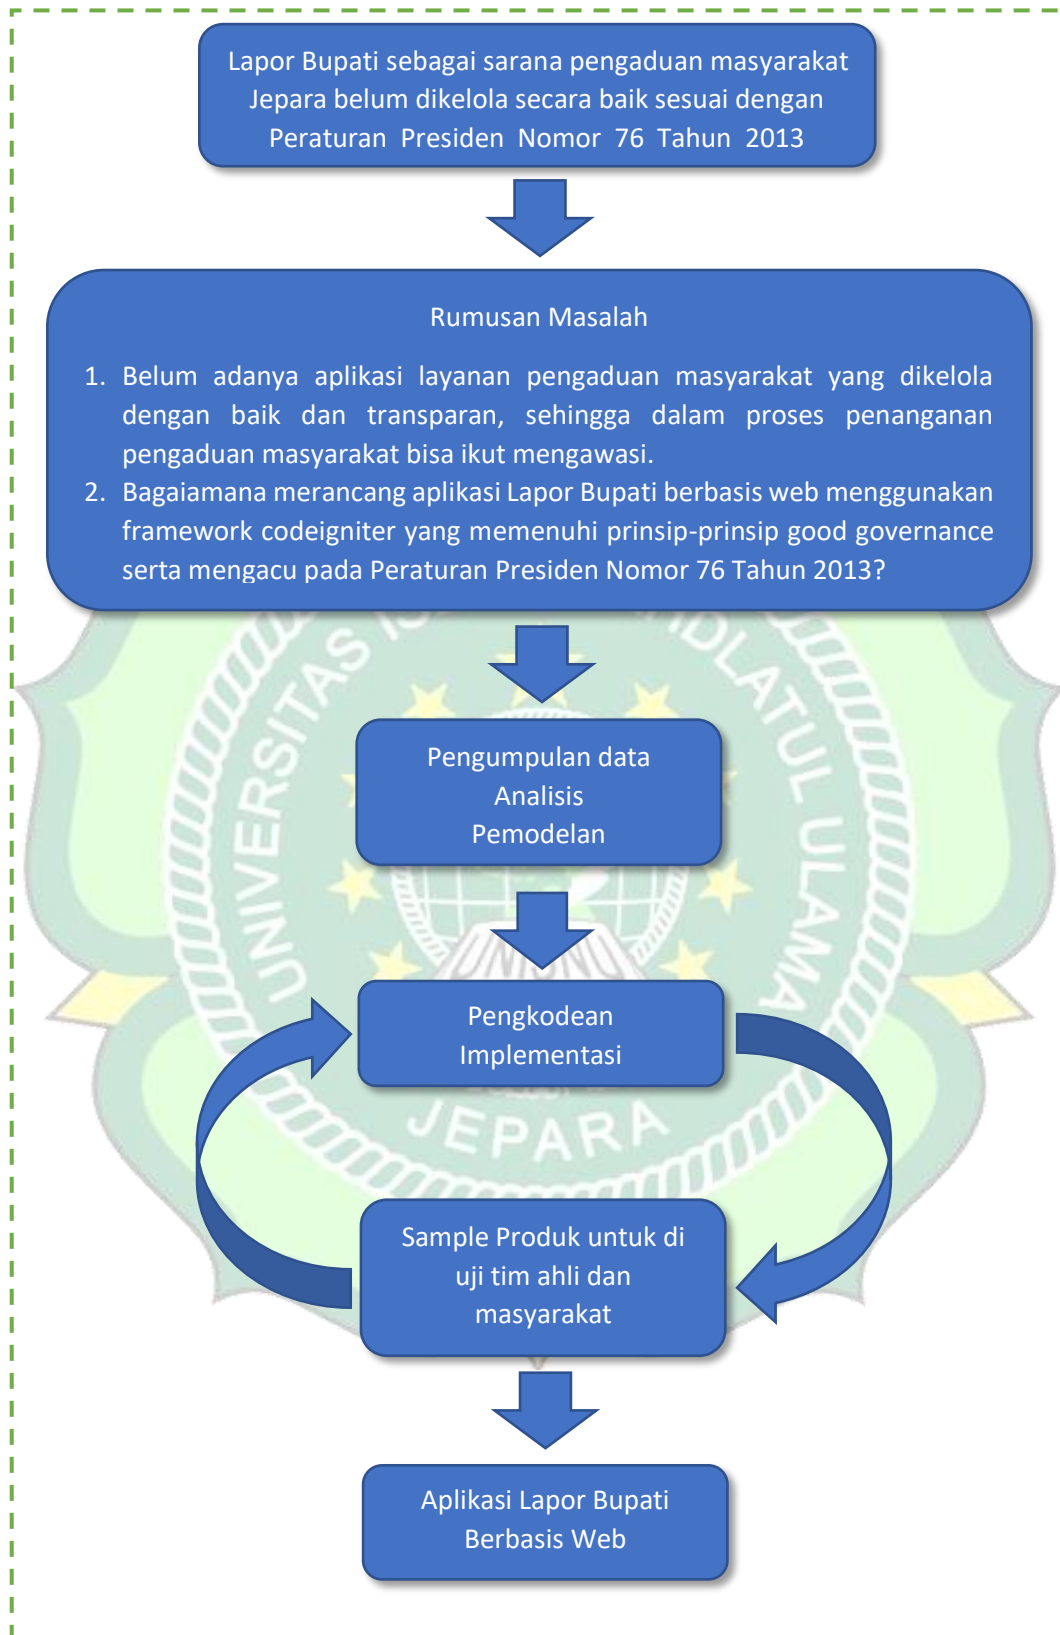 Lapor Bupati sebagai sarana pengaduan masyarakat
Jepara belum dikelola secara baik sesuai dengan
Peraturan Presiden Nomor 76 Tahun 2013
Rumusan Masalah
1. Belum adanya aplikasi layanan pengaduan masyarakat yang dikelola
dengan baik dan transparan, sehingga dalam proses penanganan
pengaduan masyarakat bisa ikut mengawasi.
2. Bagaiamana merancang aplikasi Lapor Bupati berbasis web menggunakan
framework codeigniter yang memenuhi prinsip-prinsip good governance
serta mengacu pada Peraturan Presiden Nomor 76 Tahun 2013?
Pengumpulan data
Analisis
Pemodelan
Pengkodean
Implementasi
Sample Produk untuk di
uji tim ahli dan
masyarakat
Aplikasi Lapor Bupati
Berbasis Web
UNIVERSITAS
ULAMA
JEPARA